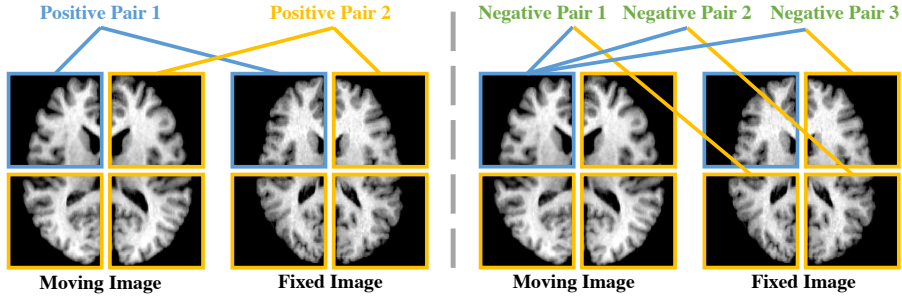 Positive Pair 1
Positive Pair 2
Negative Pair 1
Negative Pair 2
Negative Pair 3
Moving Image
Fixed Image
Moving Image
Fixed Image